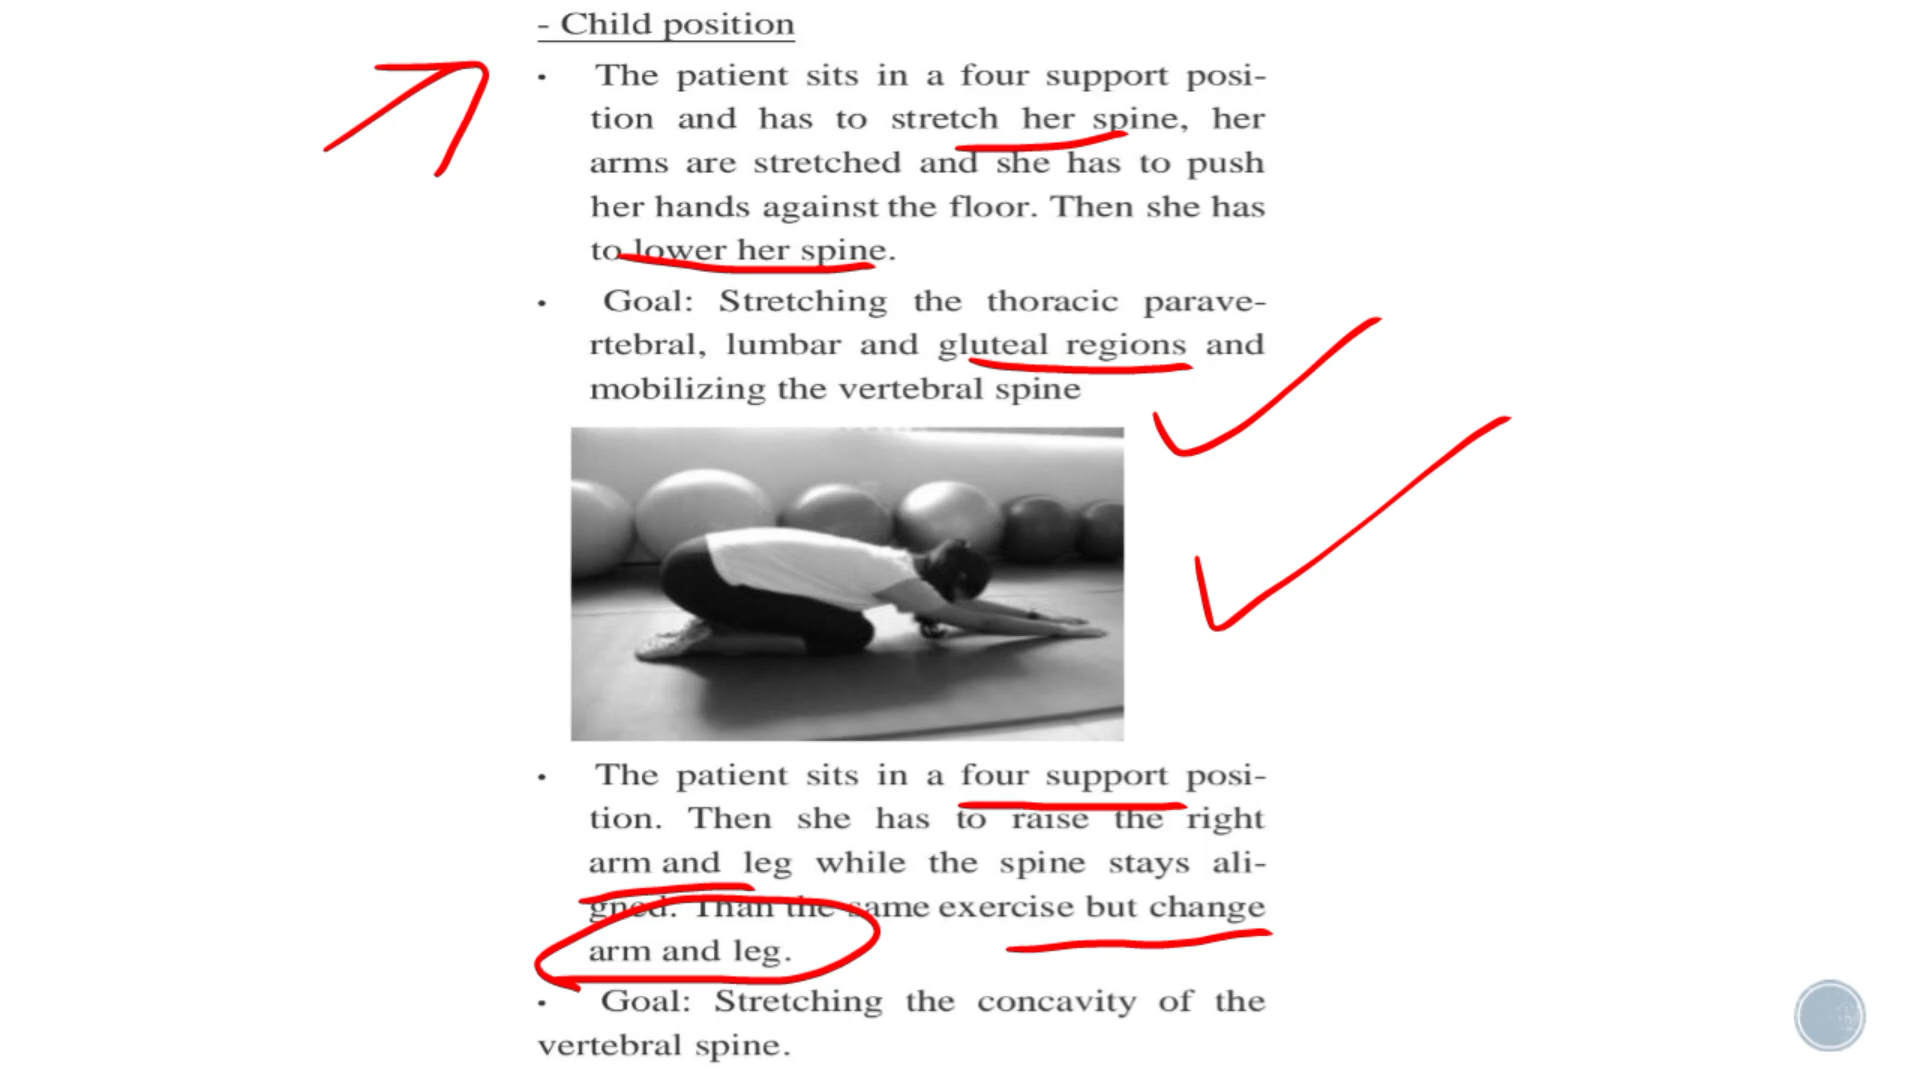 - Child position
• The patient sits in a four support posi-
tion and has to stretch her spine, her
arms are stretched and she has to push
her hands against the floor. Then she has
to lower her spine.
• Goal: Stretching the thoracic parave-
rtebral, lumbar and gluteal regions and
mobilizing the vertebral spine
• The patient sits in a four support posi-
tion. Then she has to raise the right
arm and leg while the spine stays ali-
gned. Than the same exercise but change
arm and leg.
• Goal: Stretching the concavity of the
vertebral spine.